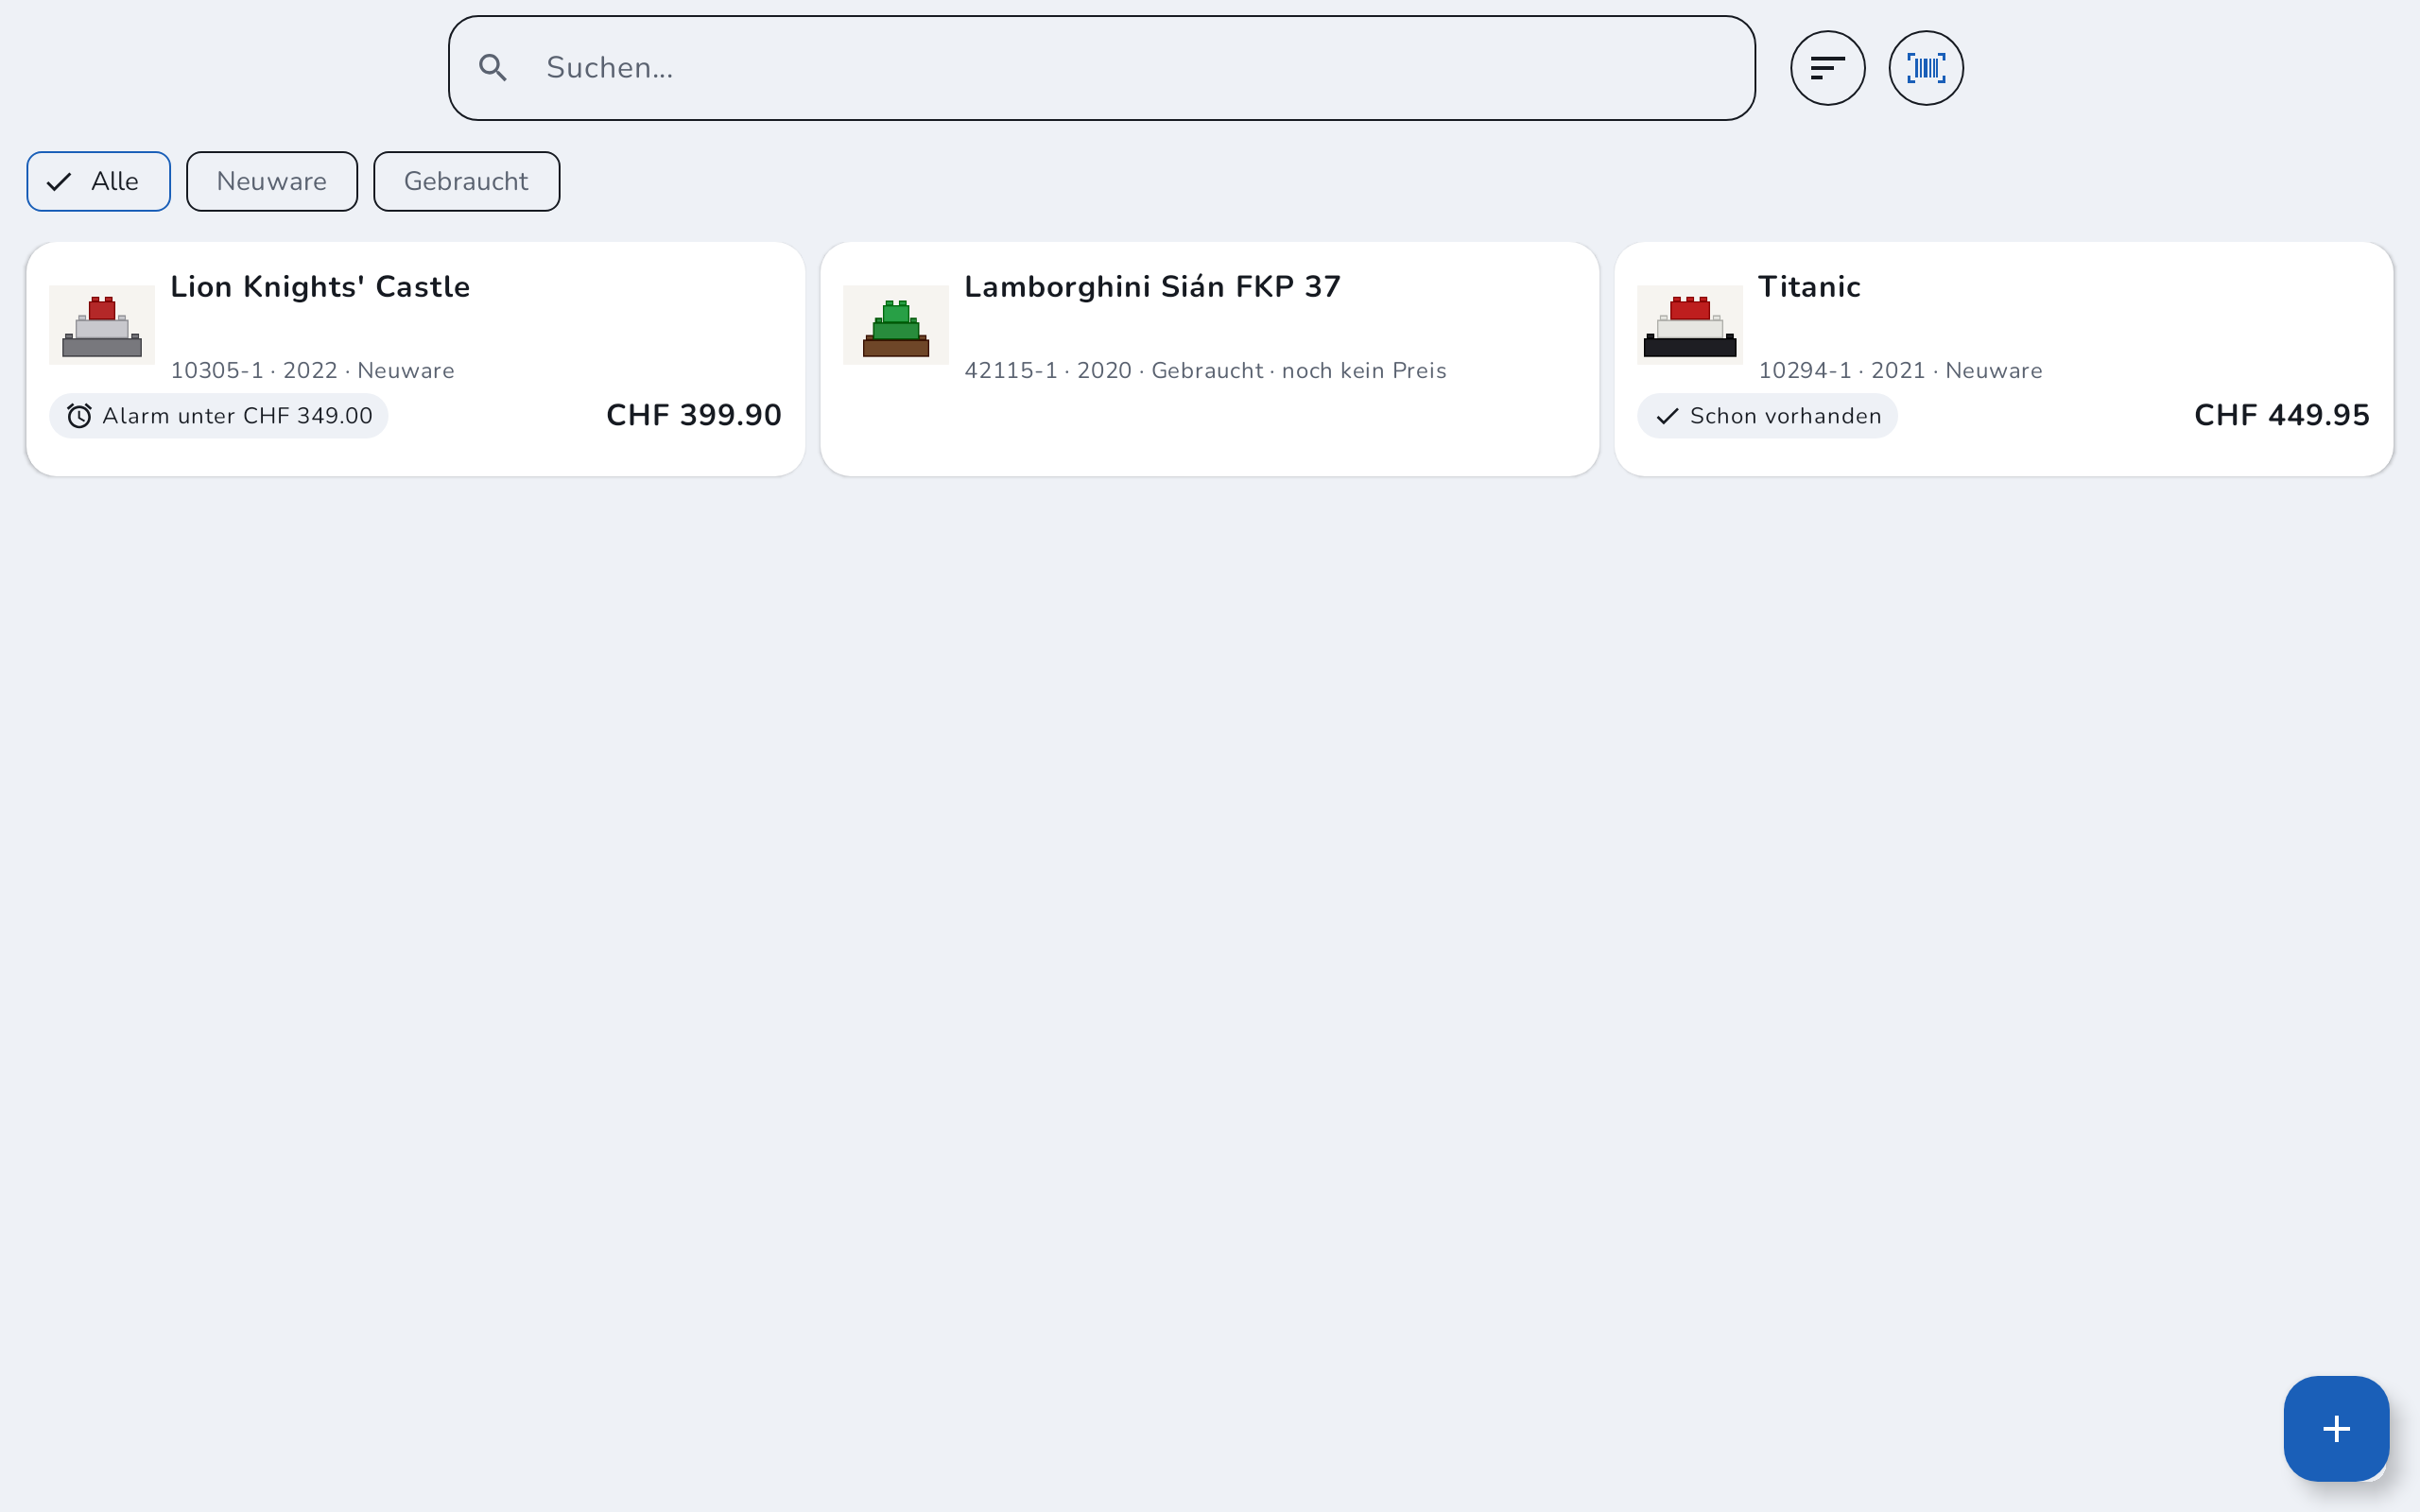 Suchen...
Alle
Neuware
Gebraucht
Lion Knights' Castle
10305-1 · 2022 · Neuware
Alarm unter CHF 349.00
CHF 399.90
Lamborghini Sián FKP 37
42115-1 · 2020 · Gebraucht · noch kein Preis
Titanic
10294-1 · 2021 · Neuware
Schon vorhanden
CHF 449.95